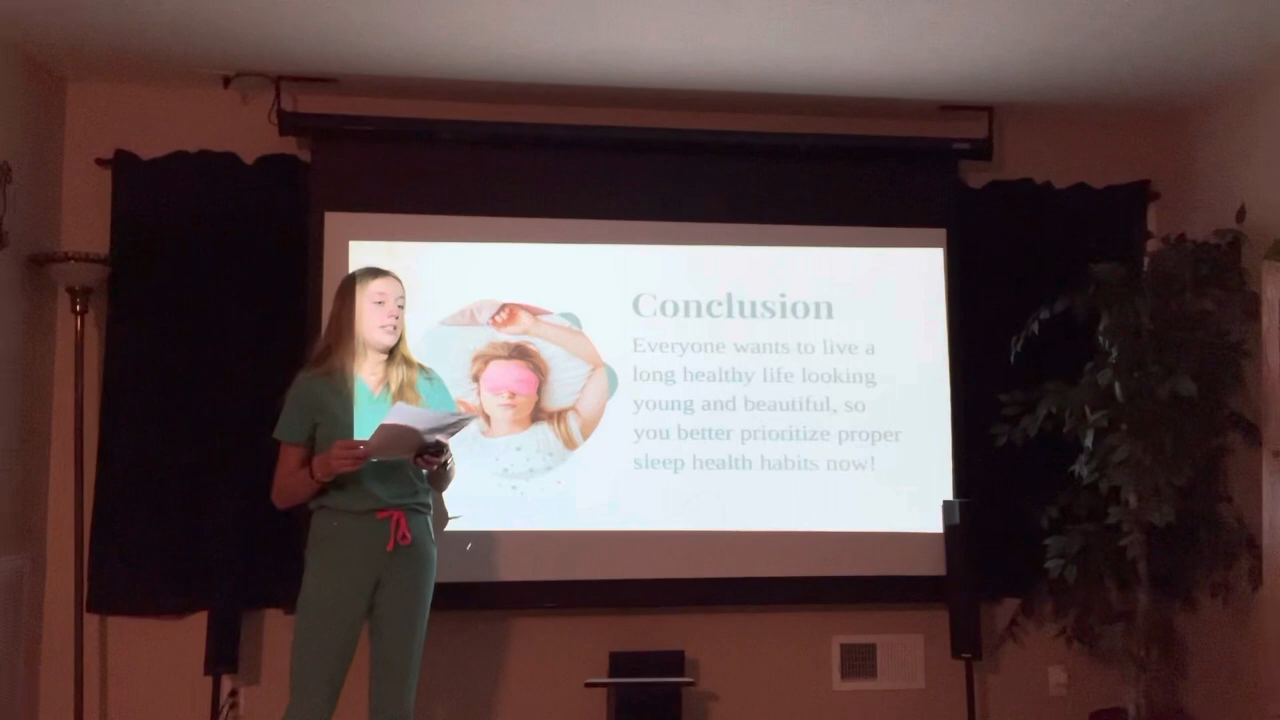 Conclusion
Everyone wants to live a
long healthy life looking
young and beautiful, so
you better prioritize proper
sleep health habits now!